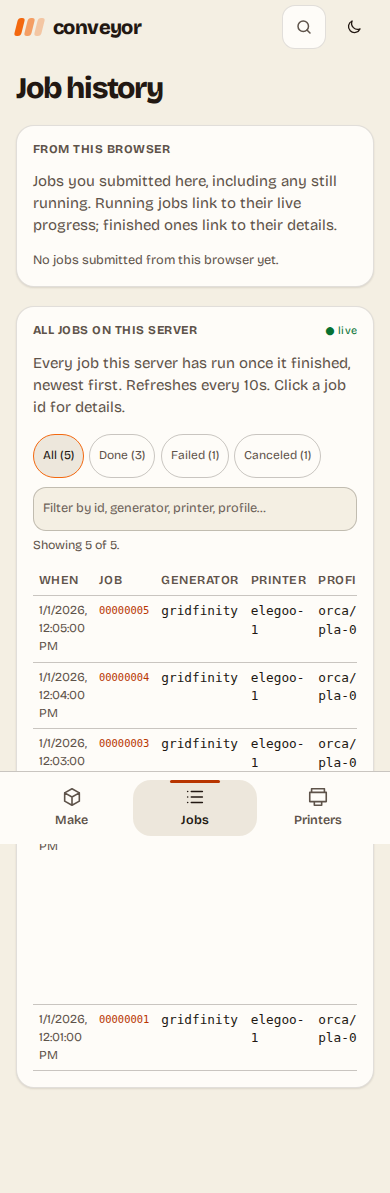 conveyor
Job history
FROM THIS BROWSER
Jobs you submitted here, including any still
running. Running jobs link to their live
progress; finished ones link to their details.
No jobs submitted from this browser yet.
ALL JOBS ON THIS SERVER
live
Every job this server has run once it finished,
newest first. Refreshes every 10s. Click a job
id for details.
All (5) Done (3) Failed (1) Canceled (1)
Filter by id, generator, printer, profile…
Showing 5 of 5.
WHEN JOB GENERATOR PRINTER PROFI
1/1/2026, 00000005 gridfinity elegoo- orca/
12:05:00 1 pla-0
PM
1/1/2026, 00000004 gridfinity elegoo- orca/
12:04:00 1 pla-0
PM
1/1/2026, 00000003 gridfinity elegoo- orca/
12:03:00 1 pla-0
Make Jobs Printers
PM
1/1/2026, 00000001 gridfinity elegoo- orca/
12:01:00 1 pla-0
PM